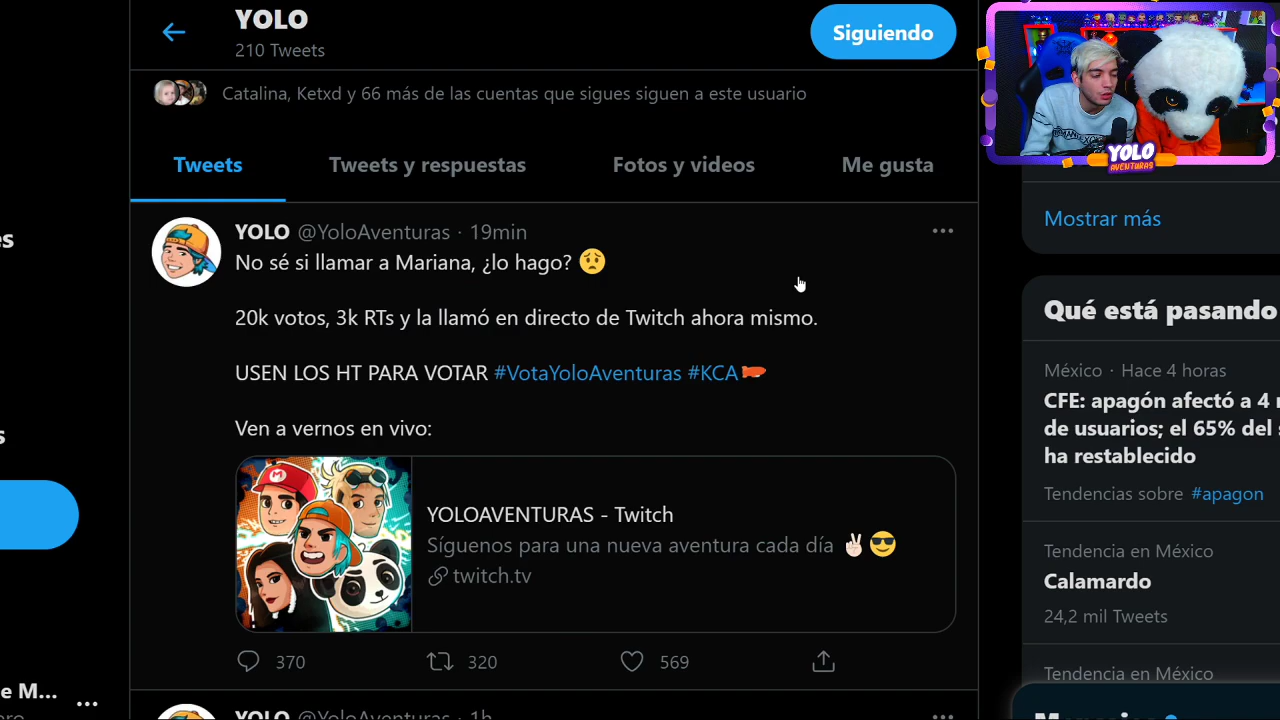 YOLO
210 Tweets
Siguiendo
Catalina, Ketxd y 66 más de las cuentas que sigues siguen a este usuario
Tweets
Tweets y respuestas
Fotos y videos
Me gusta
YOLO @YoloAventuras · 19min
No sé si llamar a Mariana, ¿lo hago? 😟
20k votos, 3k RTs y la llamó en directo de Twitch ahora mismo.
USEN LOS HT PARA VOTAR #VotaYoloAventuras #KCA
Ven a vernos en vivo:
YOLOAVENTURAS - Twitch
Síguenos para una nueva aventura cada día ✌🏻😎
twitch.tv
370
320
569
YOLO @YoloAventuras · 1h
YOLO
AVENTURAS
Mostrar más
Qué está pasando
México · Hace 4 horas
CFE: apagón afectó a 4
de usuarios; el 65% del
ha restablecido
Tendencias sobre #apagon
Tendencia en México
Calamardo
24,2 mil Tweets
Tendencia en México
es
s
e M...